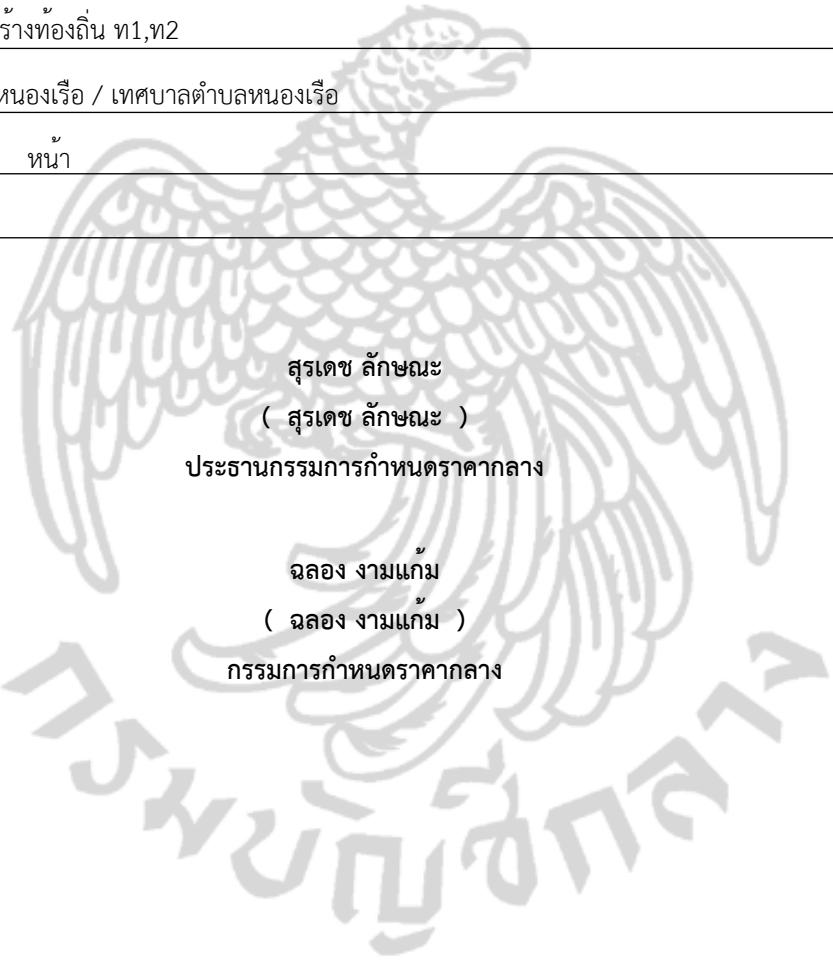 ร้างท้องถิ่น ท1,ท2
หนองเรือ / เทศบาลตำบลหนองเรือ
หน้า
สุรเดช ลักษณะ
( สุรเดช ลักษณะ )
ประธานกรรมการกำหนดราคากลาง
ฉลอง งามแก้ม
( ฉลอง งามแก้ม )
กรรมการกำหนดราคากลาง
กรมบัญชีกลาง